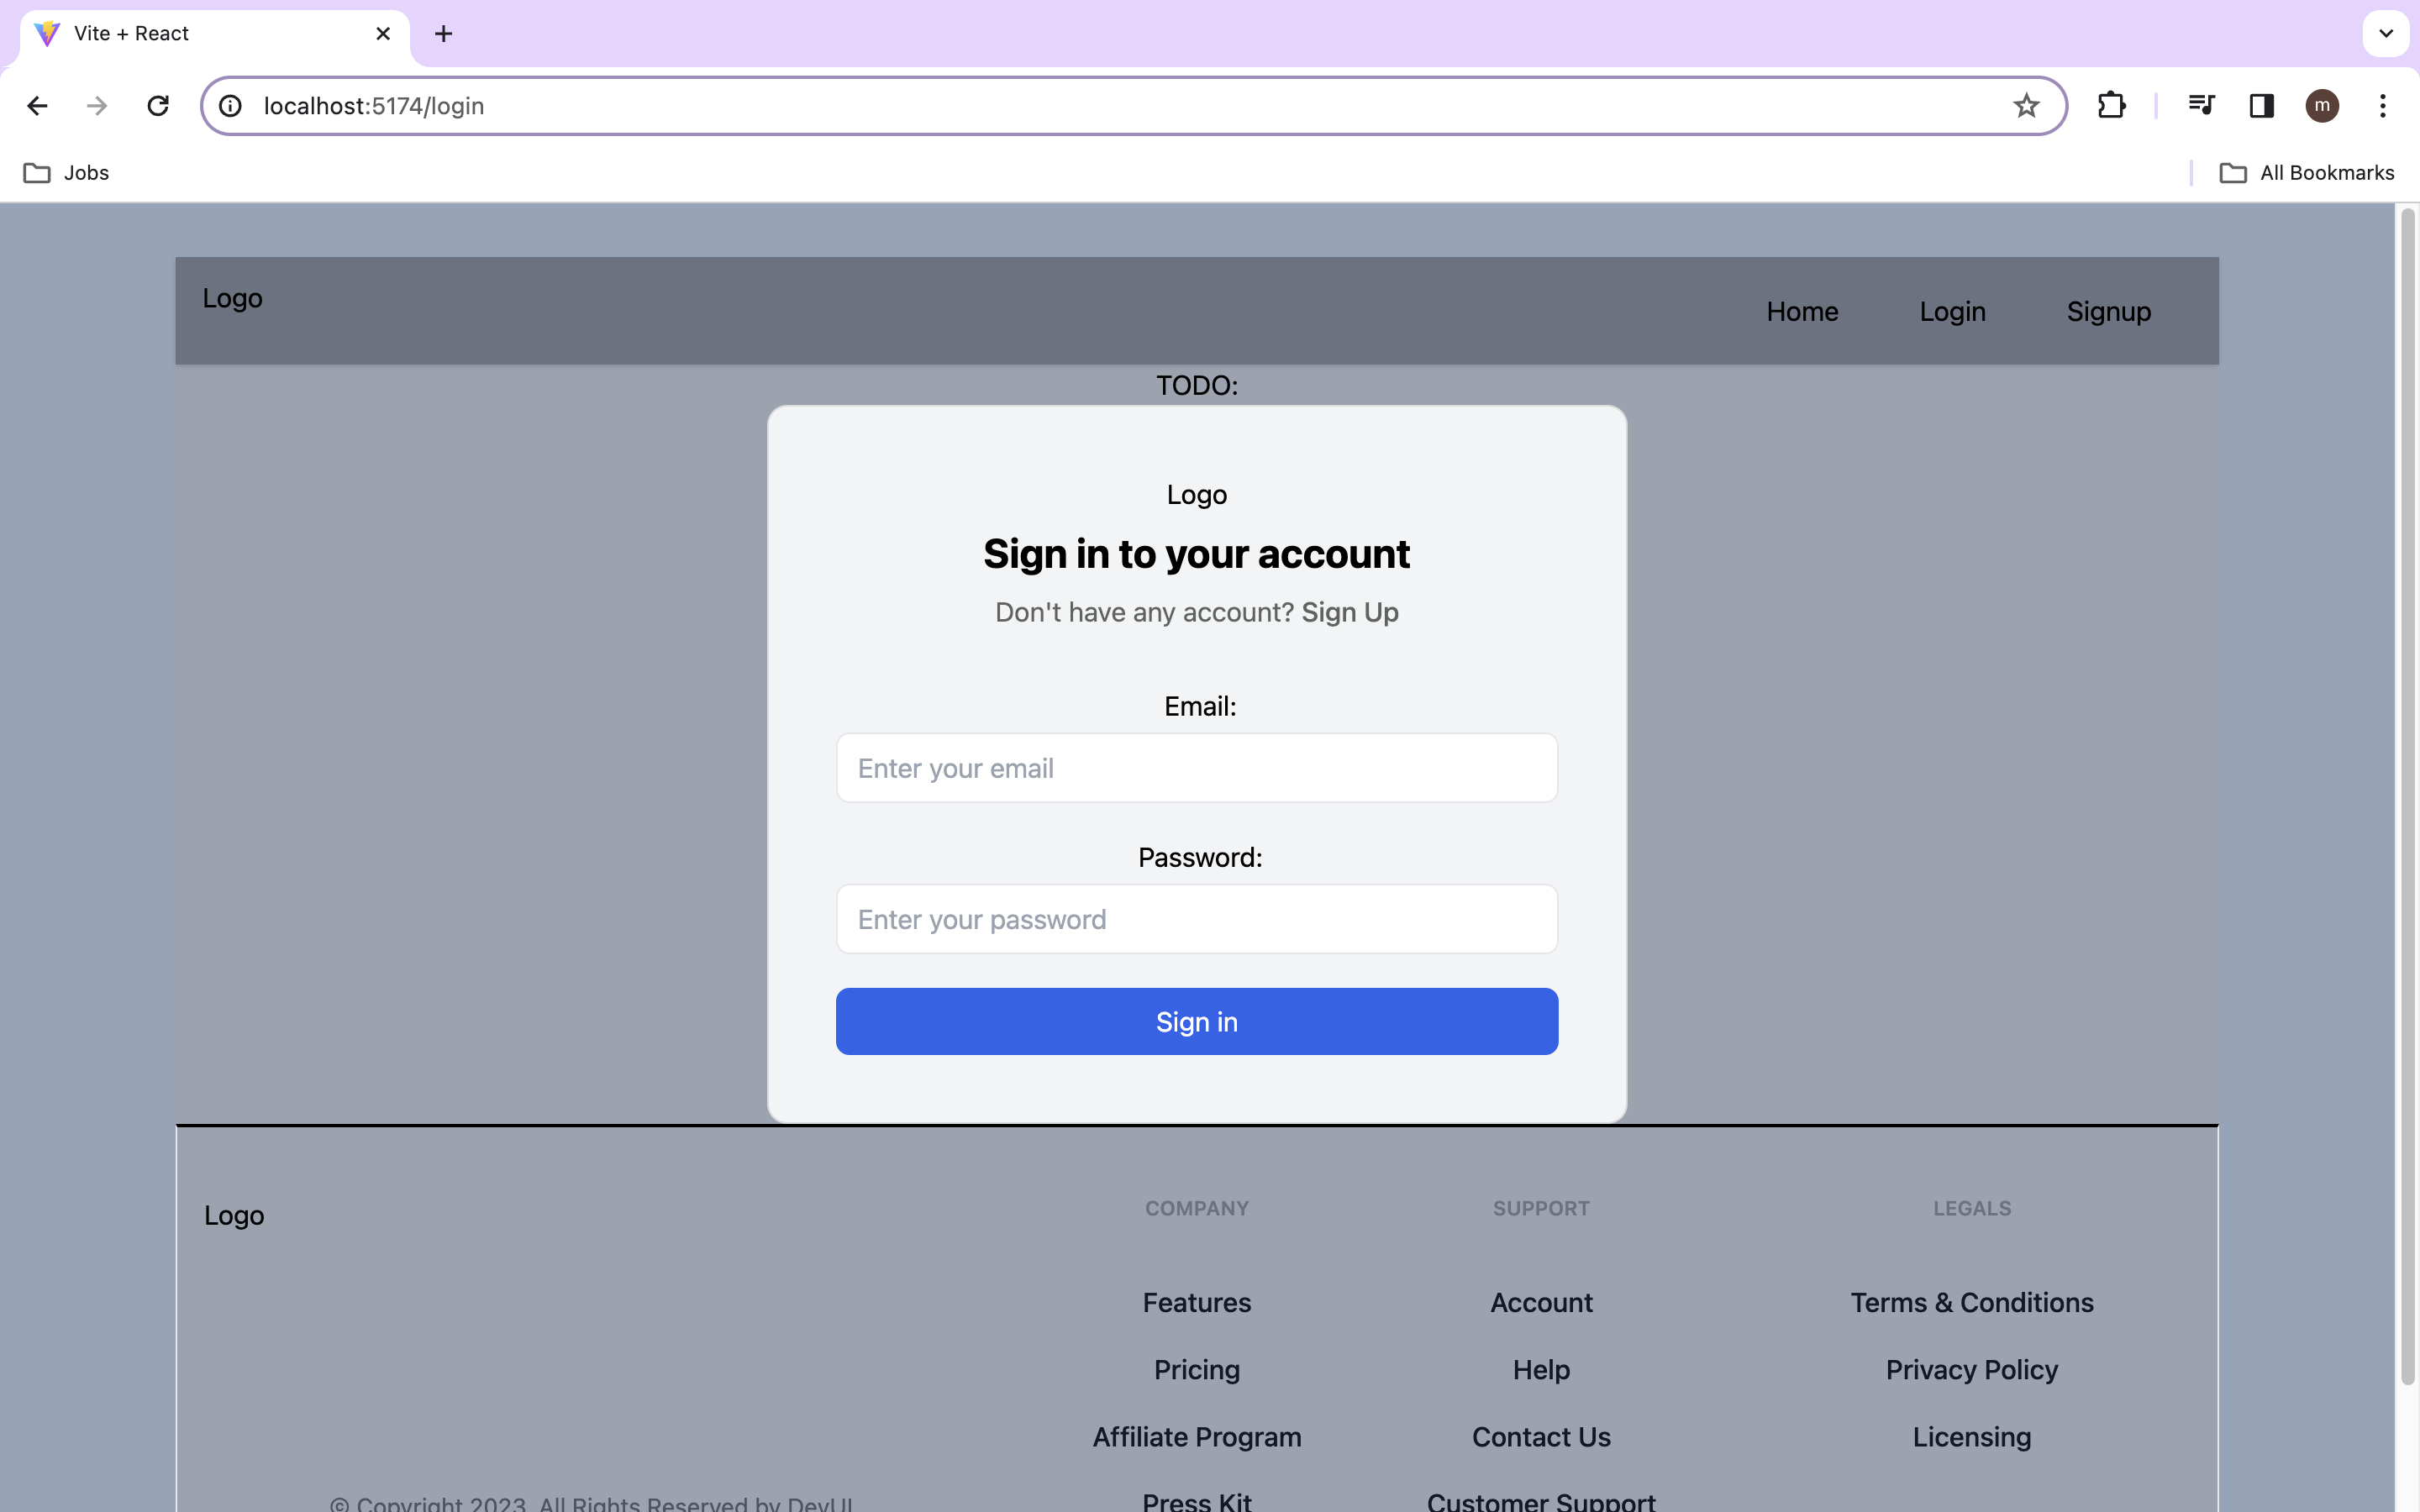 Vite + React
localhost:5174/login
m
Jobs
All Bookmarks
Logo
Home
Login
Signup
TODO:
Logo
Sign in to your account
Don't have any account? Sign Up
Email:
Enter your email
Password:
Enter your password
Sign in
Logo
COMPANY
Features
Pricing
Affiliate Program
Press Kit
SUPPORT
Account
Help
Contact Us
Customer Support
LEGALS
Terms & Conditions
Privacy Policy
Licensing
© Copyright 2023. All Rights Reserved by DevUI.